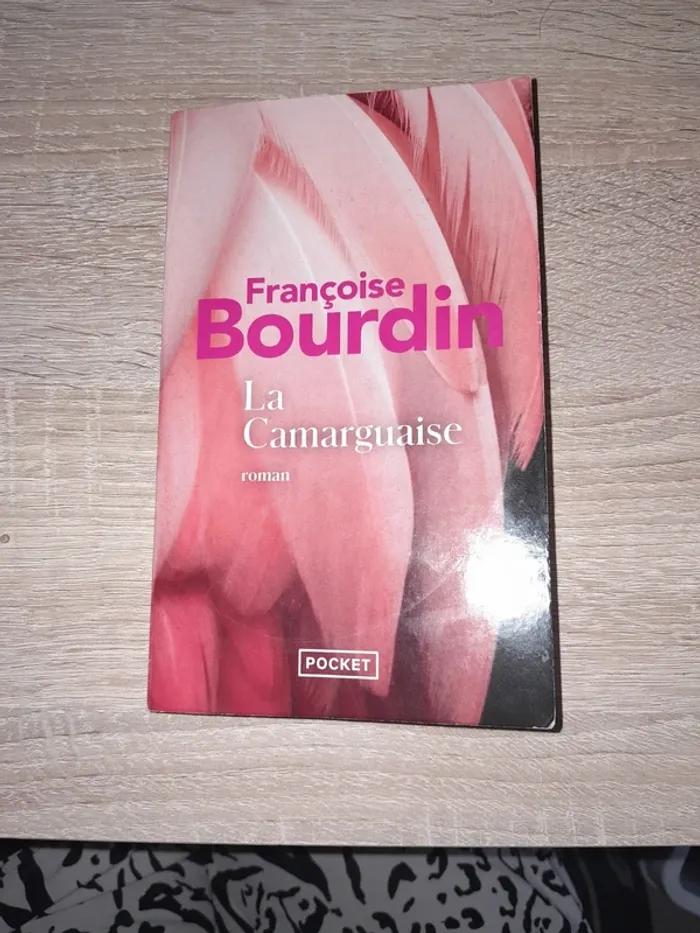 Françoise
Bourdin
La
Camarguaise
roman
POCKET